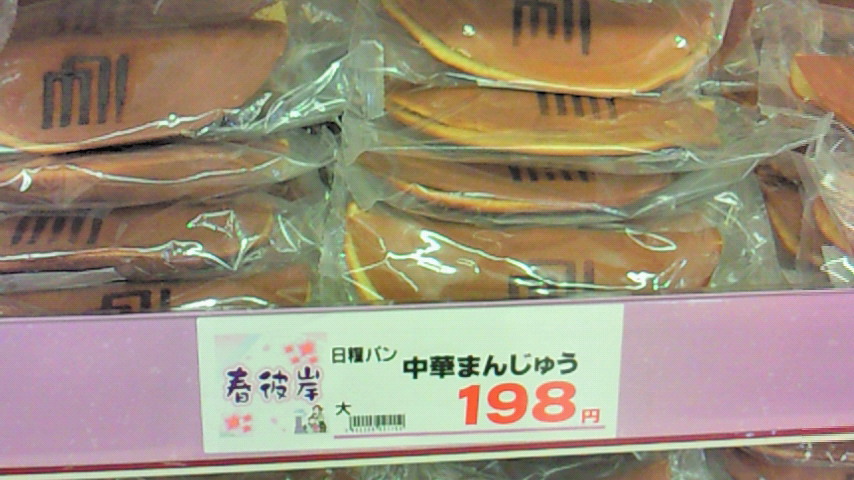 春彼岸
日糧パン 中華まんじゅう
大 198円